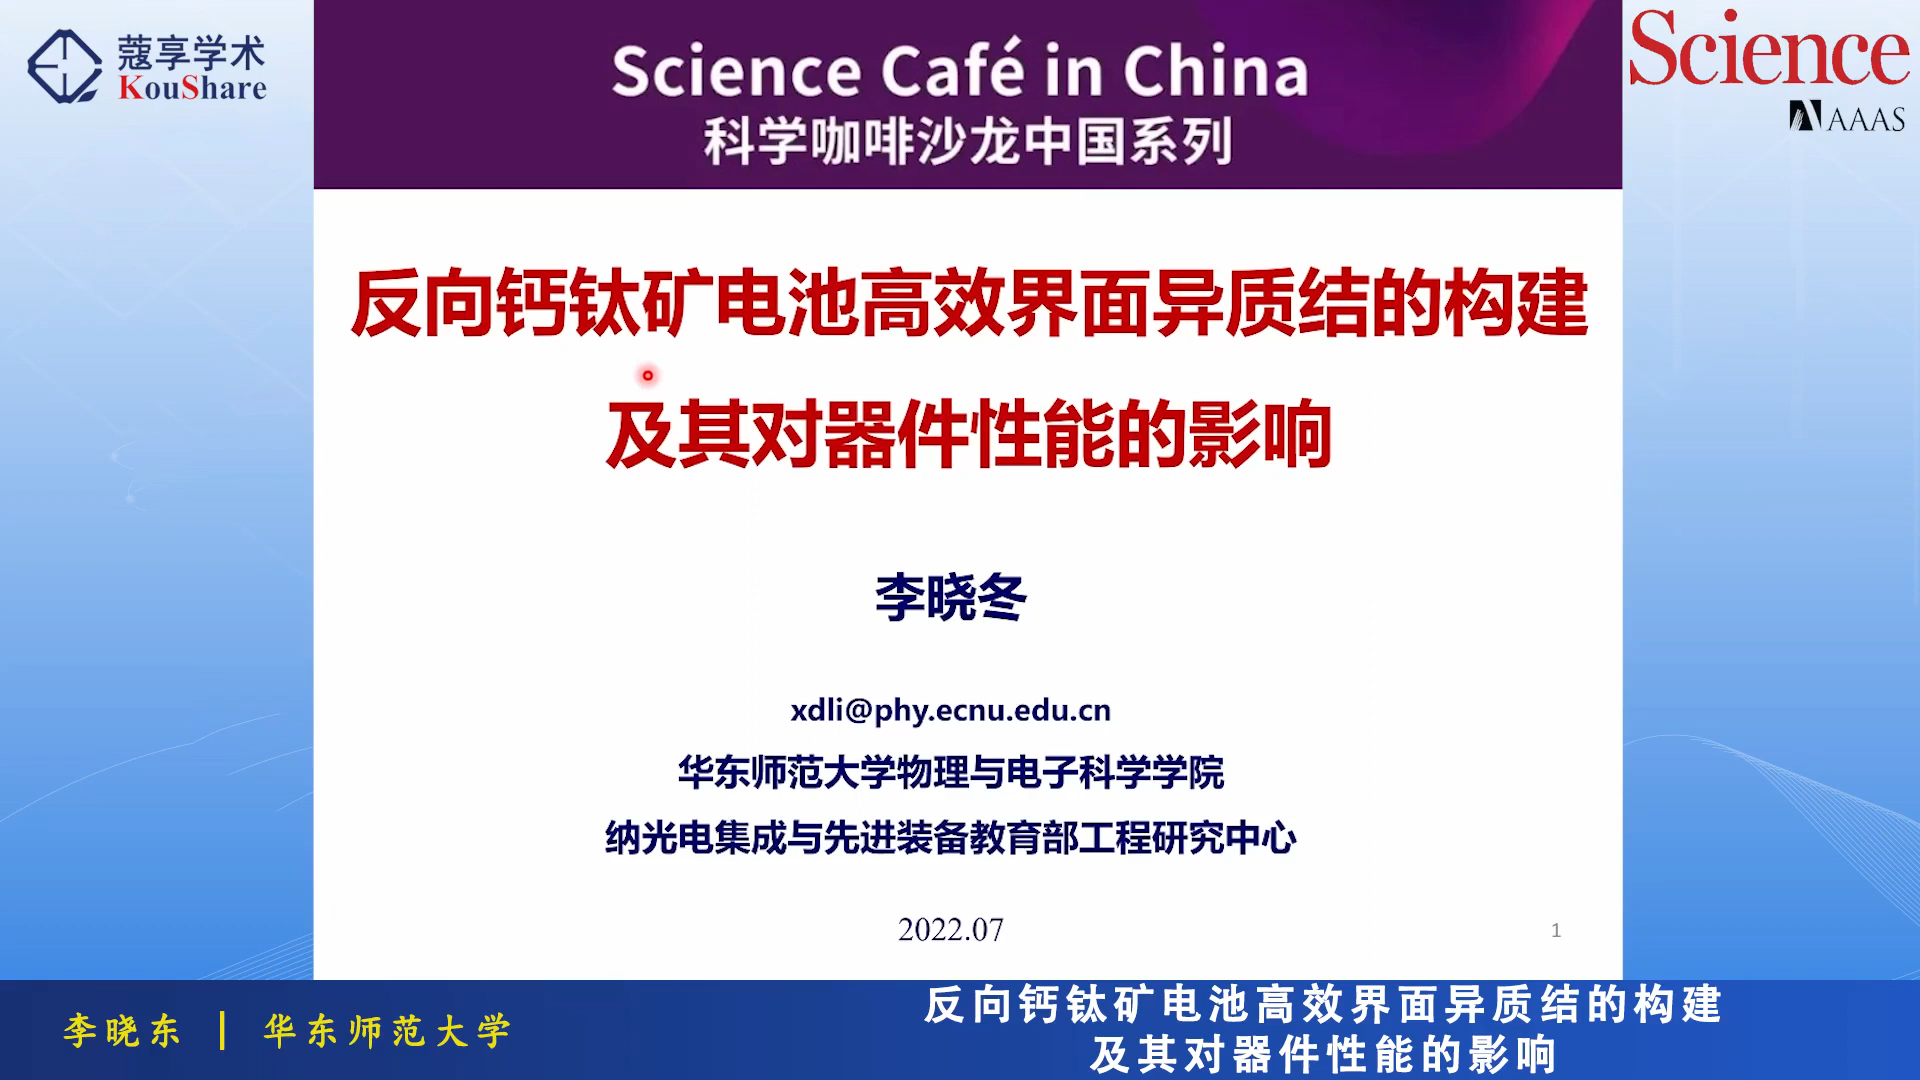 蔻享学术
KouShare
Science Café in China
科学咖啡沙龙中国系列
Science
AAAS
反向钙钛矿电池高效界面异质结的构建
及其对器件性能的影响
李晓冬
xdli@phy.ecnu.edu.cn
华东师范大学物理与电子科学学院
纳光电集成与先进装备教育部工程研究中心
2022.07
1
李晓东 | 华东师范大学
反向钙钛矿电池高效界面异质结的构建
及其对器件性能的影响